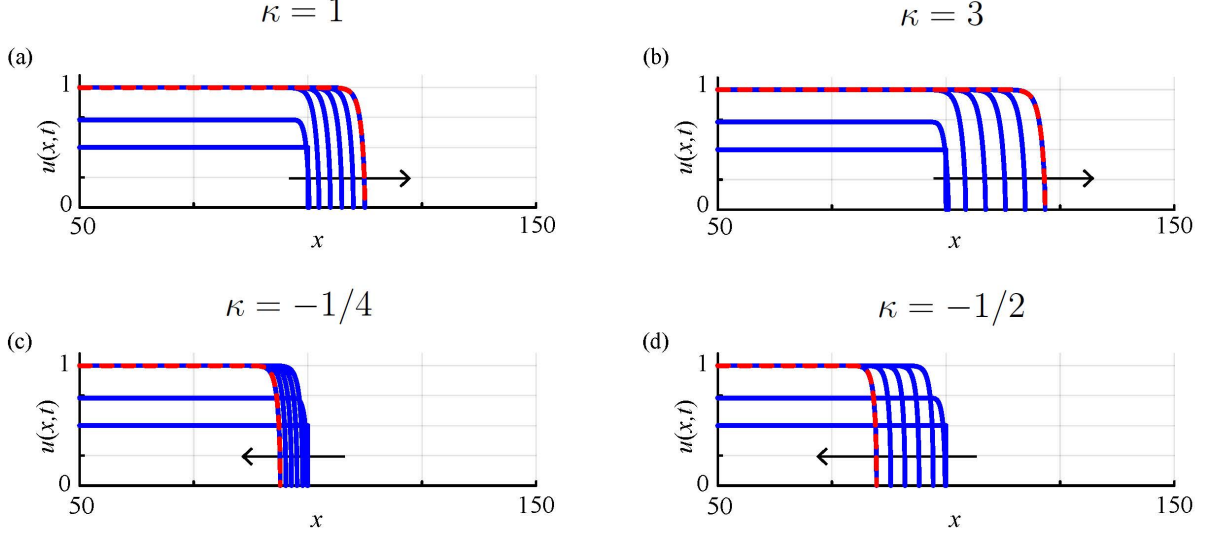 κ = 1
κ = 3
(a)
1
u(x,t)
0
50
x
150
(b)
1
u(x,t)
0
50
x
150
κ = −1/4
κ = −1/2
(c)
1
u(x,t)
0
50
x
150
(d)
1
u(x,t)
0
50
x
150